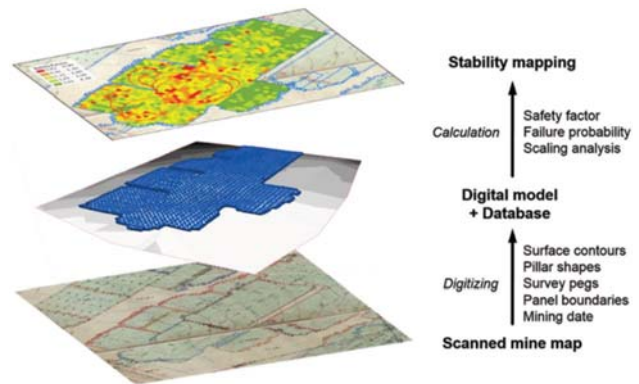 Stability mapping
Calculation
Safety factor
Failure probability
Scaling analysis
Digital model
+ Database
Digitizing
Surface contours
Pillar shapes
Survey pegs
Panel boundaries
Mining date
Scanned mine map